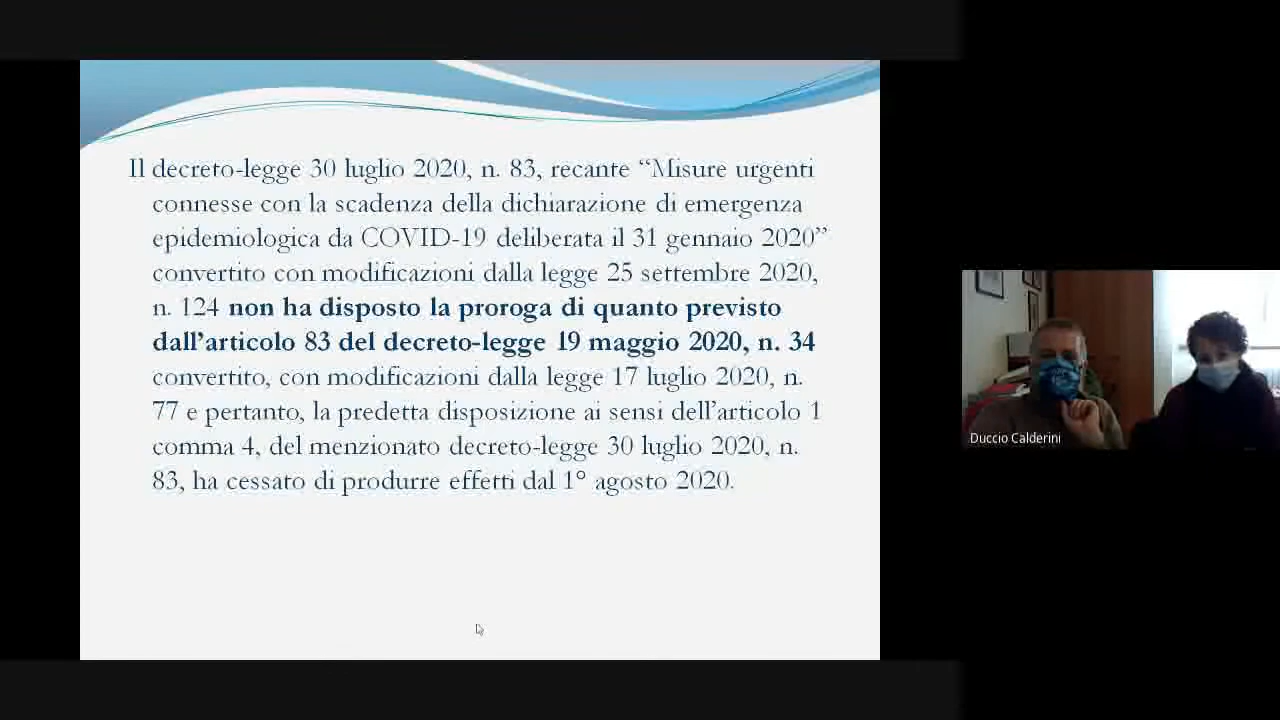 Il decreto-legge 30 luglio 2020, n. 83, recante “Misure urgenti
connesse con la scadenza della dichiarazione di emergenza
epidemiologica da COVID-19 deliberata il 31 gennaio 2020”
convertito con modificazioni dalla legge 25 settembre 2020,
n. 124 non ha disposto la proroga di quanto previsto
dall’articolo 83 del decreto-legge 19 maggio 2020, n. 34
convertito, con modificazioni dalla legge 17 luglio 2020, n.
77 e pertanto, la predetta disposizione ai sensi dell’articolo 1
comma 4, del menzionato decreto-legge 30 luglio 2020, n.
83, ha cessato di produrre effetti dal 1° agosto 2020.
Duccio Calderini